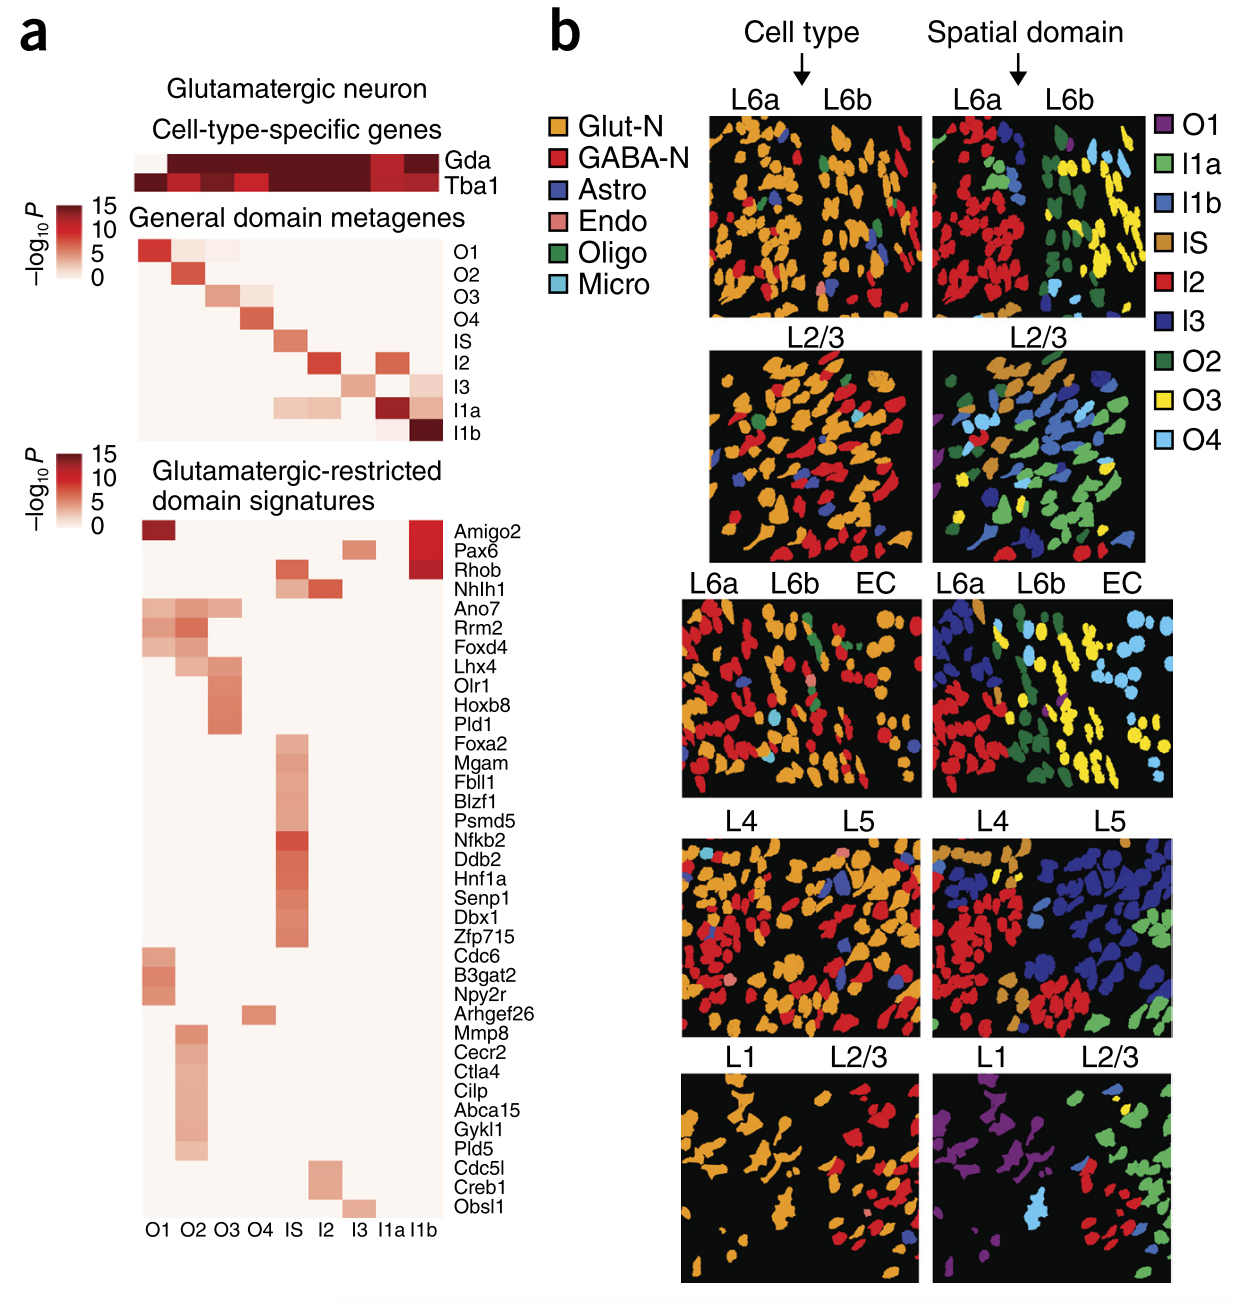 a
Glutamatergic neuron
Cell-type-specific genes
Gda
Tba1
–log10 P
15
10
5
0
General domain metagenes
O1
O2
O3
O4
IS
I2
I3
I1a
I1b
–log10 P
15
10
5
0
Glutamatergic-restricted
domain signatures
Amigo2
Pax6
Rhob
Nhlh1
Ano7
Rrm2
Foxd4
Lhx4
Olr1
Hoxb8
Pld1
Foxa2
Mgam
Fbll1
Blzf1
Psmd5
Nfkb2
Ddb2
Hnf1a
Senp1
Dbx1
Zfp715
Cdc6
B3gat2
Npy2r
Arhgef26
Mmp8
Cecr2
Ctla4
Cilp
Abca15
Gykl1
Pld5
Cdc5l
Creb1
Obsl1
O1 O2 O3 O4 IS I2 I3 I1a I1b
b
Cell type
Spatial domain
Glut-N
GABA-N
Astro
Endo
Oligo
Micro
L6a L6b
L6a L6b
O1
I1a
I1b
IS
I2
I3
O2
O3
O4
L2/3
L2/3
L6a L6b EC
L6a L6b EC
L4 L5
L4 L5
L1 L2/3
L1 L2/3